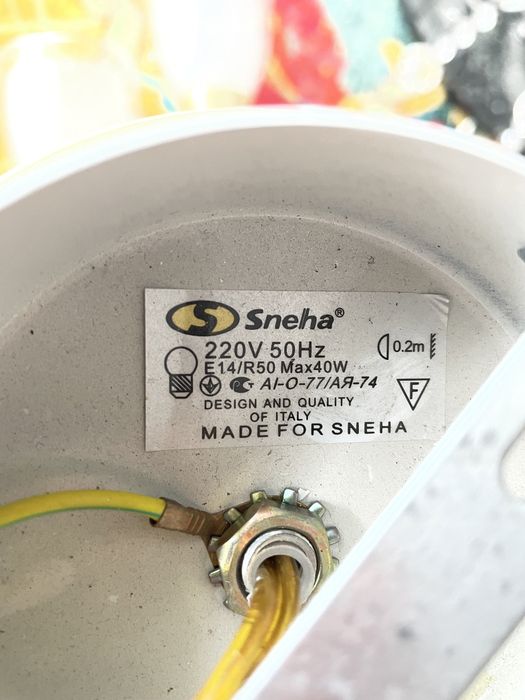 S Sneha®
220V 50Hz
0.2m
E14/R50 Max40W
AI-O-77/АЯ-74
F
DESIGN AND QUALITY
OF ITALY
MADE FOR SNEHA